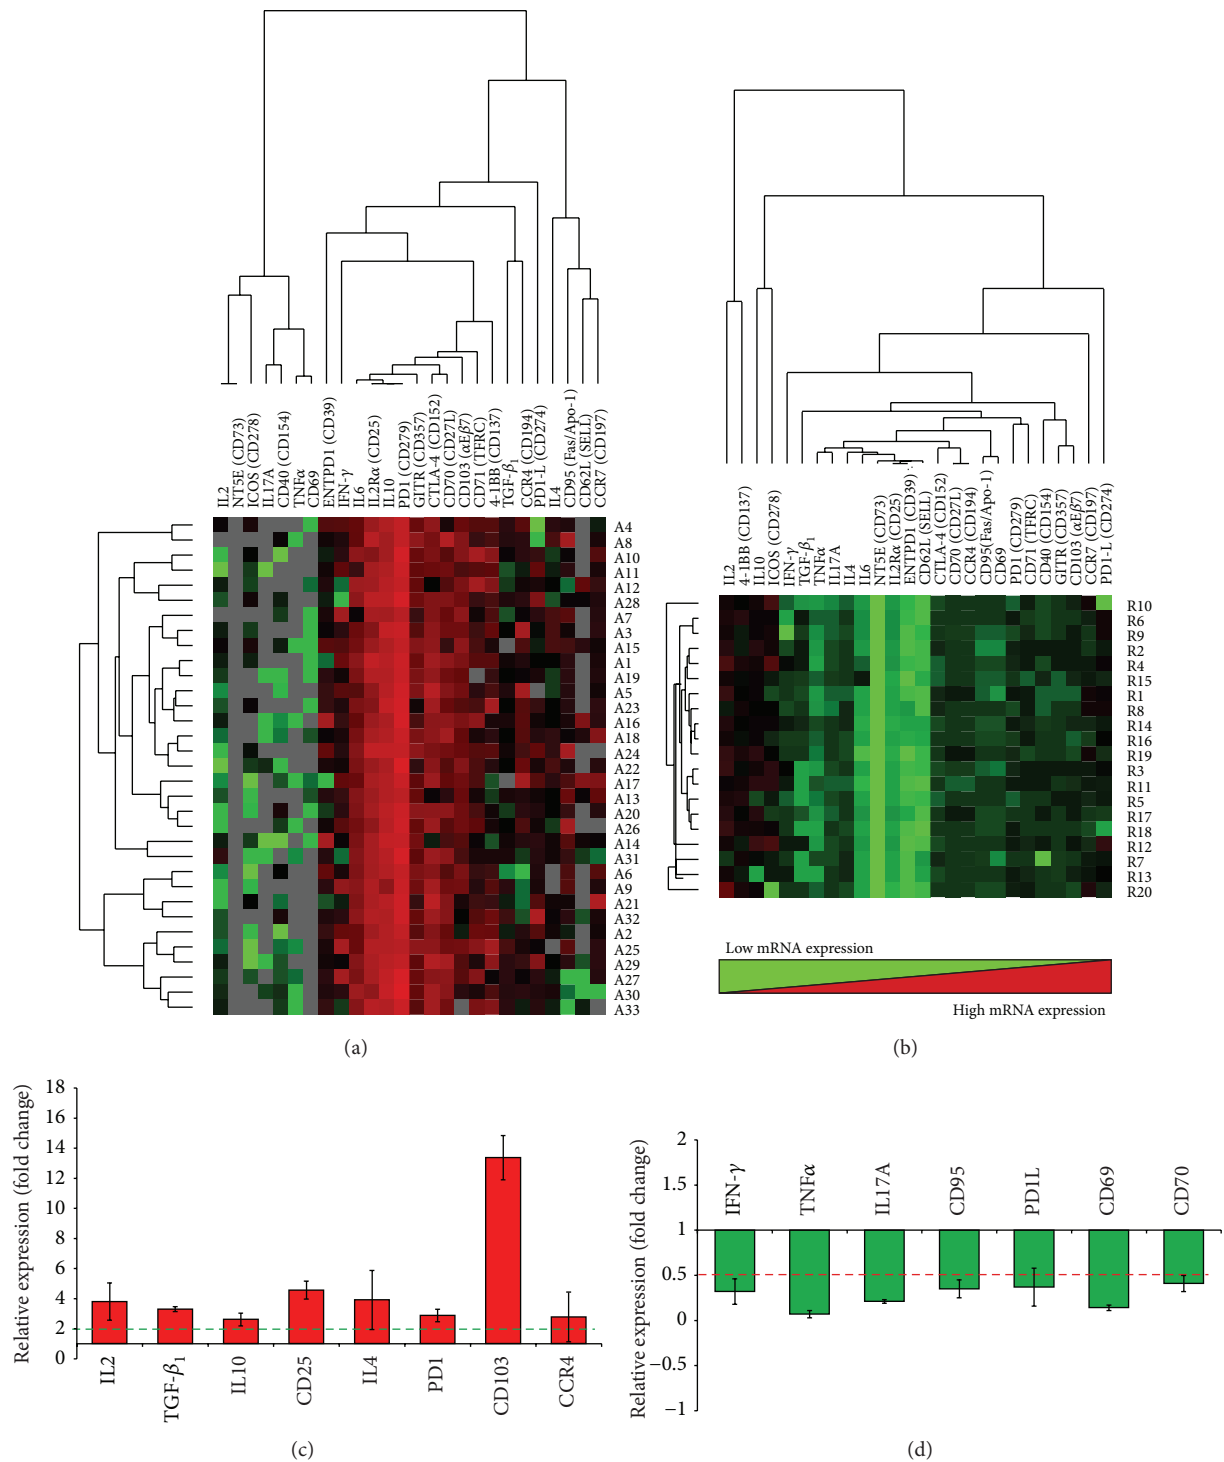 IL2
NT5E (CD73)
ICOS (CD278)
IL17A
CD40 (CD154)
TNFα
CD69
ENTPD1 (CD39)
IFN-γ
IL6
IL2Rα (CD25)
IL10
PD1 (CD279)
GITR (CD357)
CTLA-4 (CD152)
CD70 (CD27L)
CD103 (αEβ7)
CD71 (TFRC)
4-1BB (CD137)
TGF-β1
CCR4 (CD194)
PD1-L (CD274)
IL4
CD95 (Fas/Apo-1)
CD62L (SELL)
CCR7 (CD197)
A4
A8
A10
A11
A12
A28
A7
A3
A15
A1
A19
A5
A23
A16
A18
A24
A22
A17
A13
A20
A26
A14
A31
A6
A9
A21
A32
A2
A25
A29
A27
A30
A33
(a)
IL2
4-1BB (CD137)
IL10
ICOS (CD278)
IFN-γ
TGF-β1
TNFα
IL17A
IL4
IL6
NT5E (CD73)
IL2Rα (CD25)
ENTPD1 (CD39)
CD62L (SELL)
CTLA-4 (CD152)
CD70 (CD27L)
CCR4 (CD194)
CD95(Fas/Apo-1)
CD69
PD1 (CD279)
CD71 (TFRC)
CD40 (CD154)
GITR (CD357)
CD103 (αEβ7)
CCR7 (CD197)
PD1-L (CD274)
R10
R6
R9
R2
R4
R15
R1
R8
R14
R16
R19
R3
R11
R5
R17
R18
R12
R7
R13
R20
Low mRNA expression
High mRNA expression
(b)
Relative expression (fold change)
18
16
14
12
10
8
6
4
2
0
IL2
TGF-β1
IL10
CD25
IL4
PD1
CD103
CCR4
(c)
Relative expression (fold change)
2
1.5
1
0.5
0
−0.5
−1
IFN-γ
TNFα
IL17A
CD95
PD1L
CD69
CD70
(d)